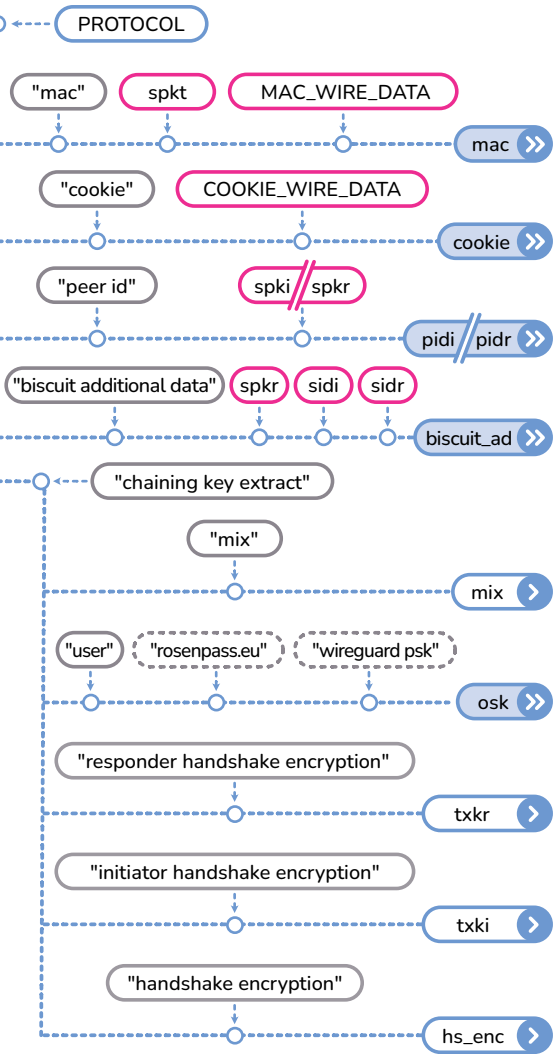 PROTOCOL
"mac" spkt MAC_WIRE_DATA
mac
"cookie" COOKIE_WIRE_DATA
cookie
"peer id" spki // spkr
pidi // pidr
"biscuit additional data" spkr sidi sidr
biscuit_ad
"chaining key extract"
"mix"
mix
"user" "rosenpass.eu" "wireguard psk"
osk
"responder handshake encryption"
txkr
"initiator handshake encryption"
txki
"handshake encryption"
hs_enc